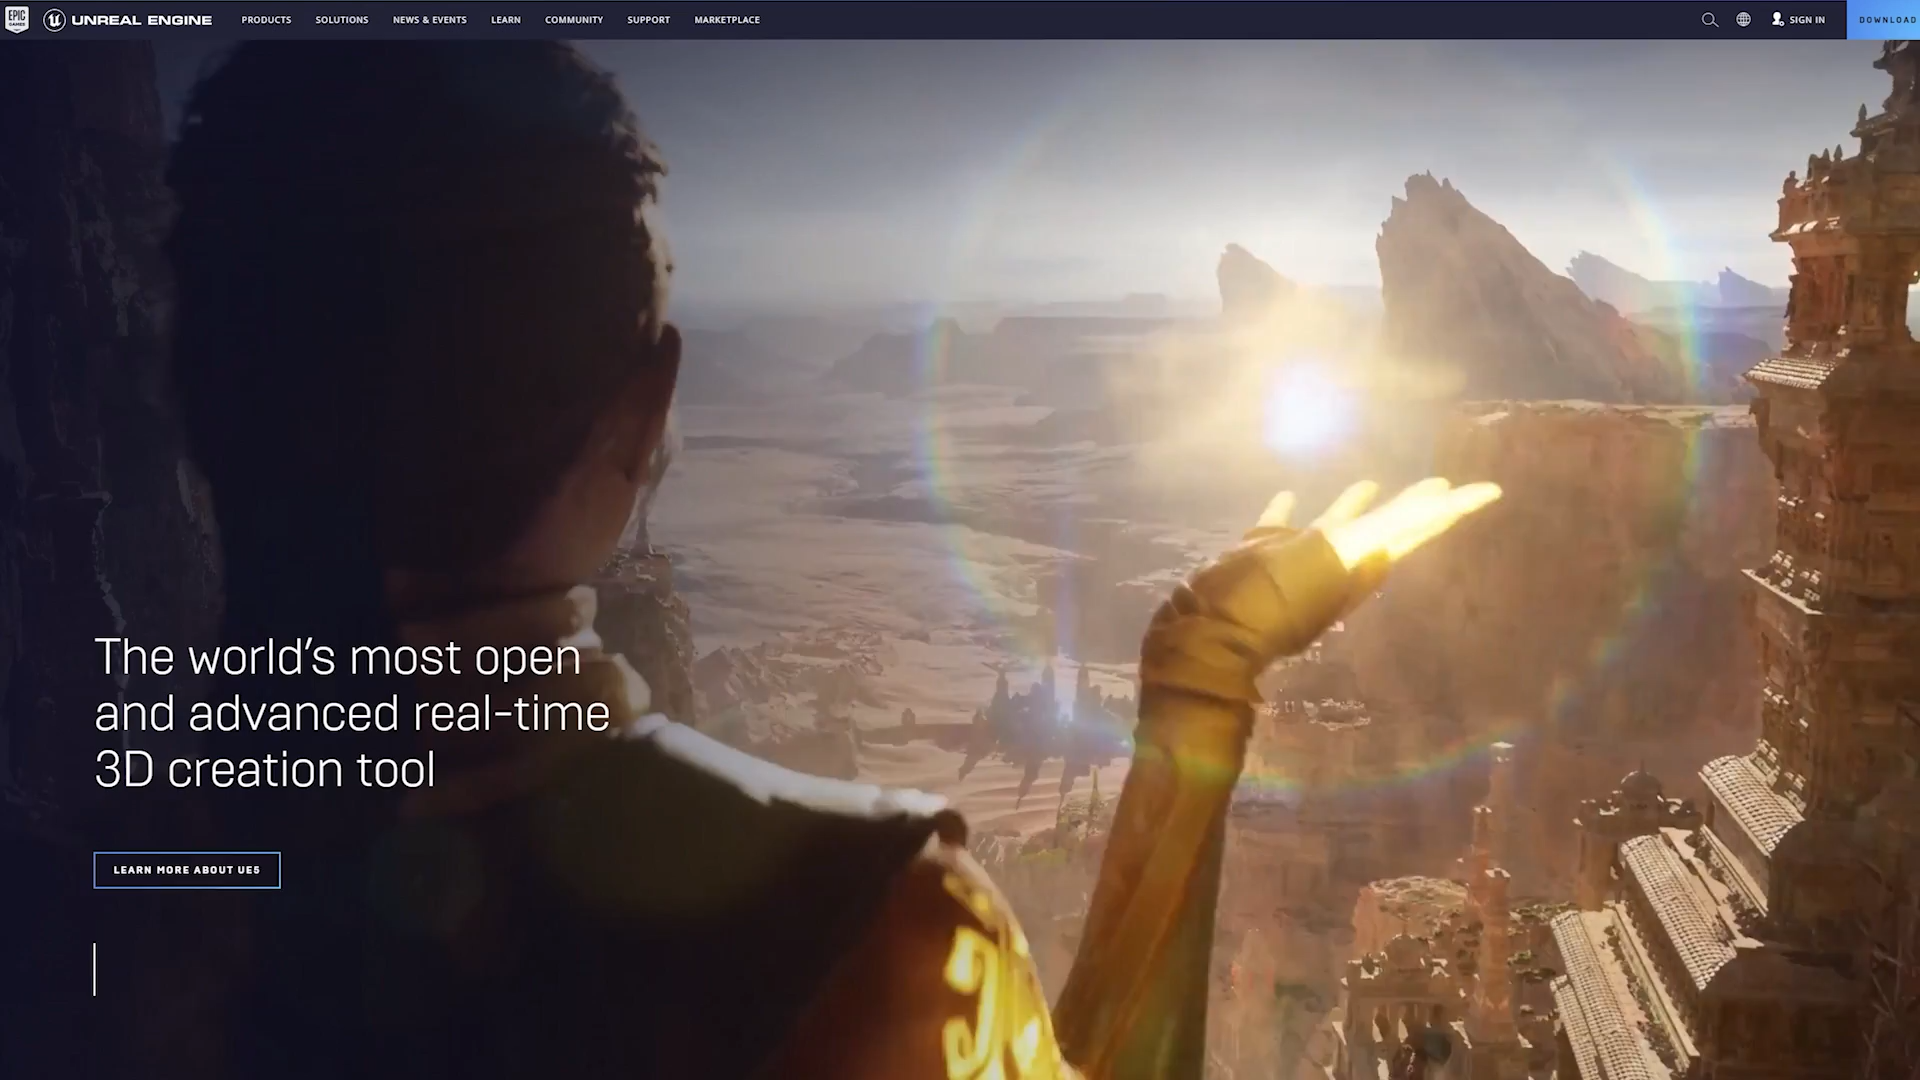 EPIC GAMES UNREAL ENGINE PRODUCTS SOLUTIONS NEWS & EVENTS LEARN COMMUNITY SUPPORT MARKETPLACE SIGN IN DOWNLOAD
The world's most open
and advanced real-time
3D creation tool
LEARN MORE ABOUT UE5